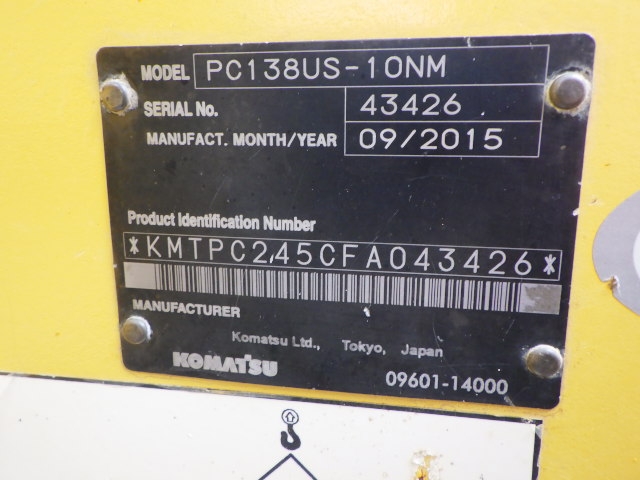 MODEL PC138US-10NM
SERIAL No. 43426
MANUFACT. MONTH/YEAR 09/2015
Product Identification Number
*KMTPC245CFA043426*
MANUFACTURER
Komatsu Ltd., Tokyo, Japan
KOMATSU
09601-14000